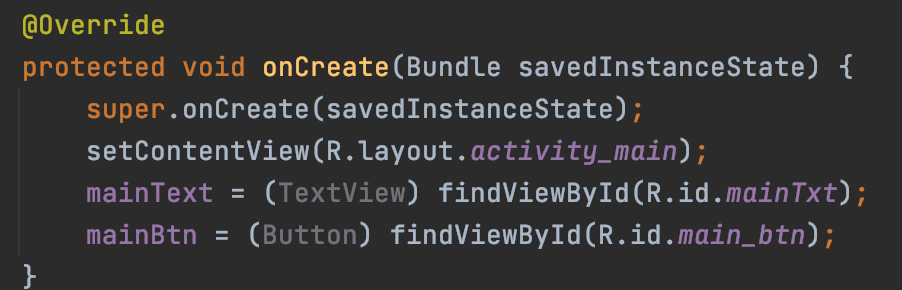 @Override
protected void onCreate(Bundle savedInstanceState) {
super.onCreate(savedInstanceState);
setContentView(R.layout.activity_main);
mainText = (TextView) findViewById(R.id.mainTxt);
mainBtn = (Button) findViewById(R.id.main_btn);
}